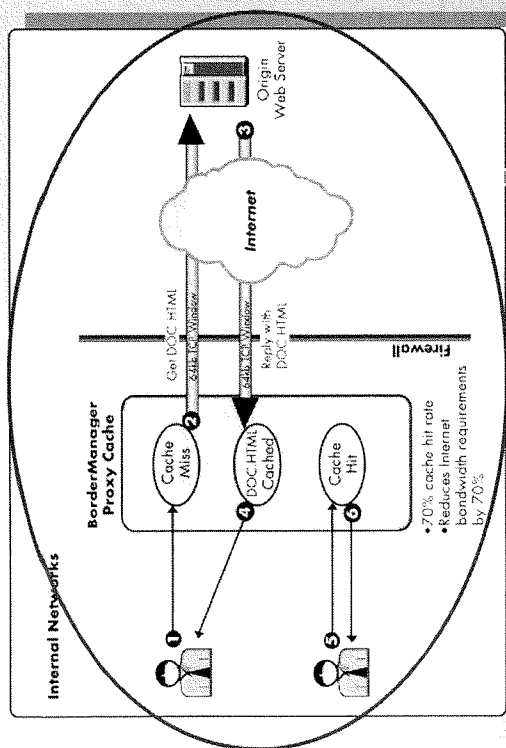 Internal Networks
BorderManager
Proxy Cache
1
Cache
Miss
2
Get DOC.HTML
64kb TCP Window
Origin
Web Server
3
Internet
64kb TCP Window
Reply with
DOC.HTML
DOC.HTML
Cached
4
Firewall
5
Cache
Hit
6
•70% cache hit rate
•Reduces Internet
bandwidth requirements
by 70%